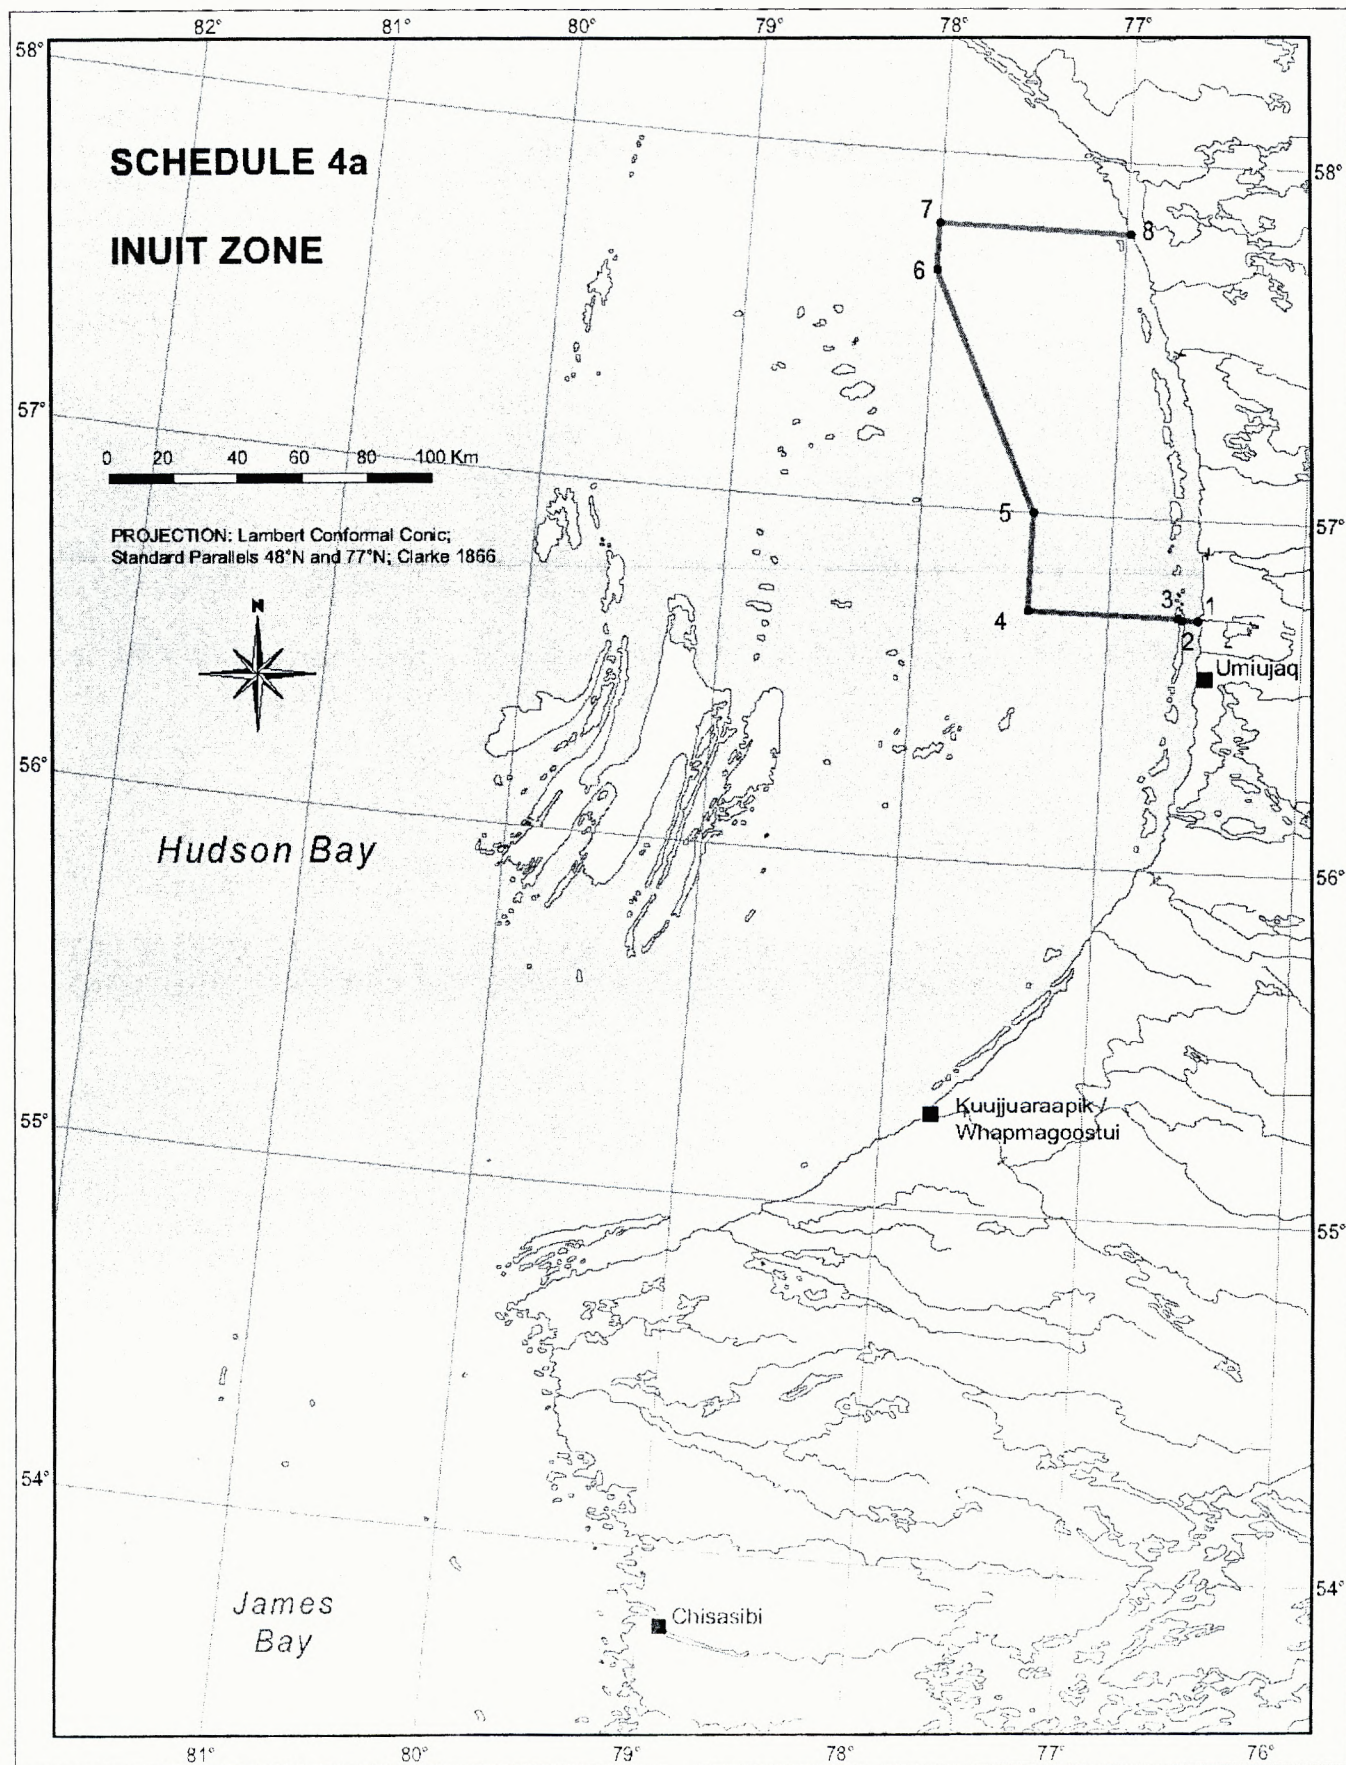 82° 81° 80° 79° 78° 77°
58°
SCHEDULE 4a
58°
INUIT ZONE
7
8
6
57°
0 20 40 60 80 100 Km
5
57°
PROJECTION: Lambert Conformal Conic;
Standard Parallels 48°N and 77°N; Clarke 1866
N
3 1
4
2
Umiujaq
56°
Hudson Bay
56°
Kuujjuaraapik /
Whapmagoostui
55°
55°
54°
54°
James
Bay
Chisasibi
81° 80° 79° 78° 77° 76°